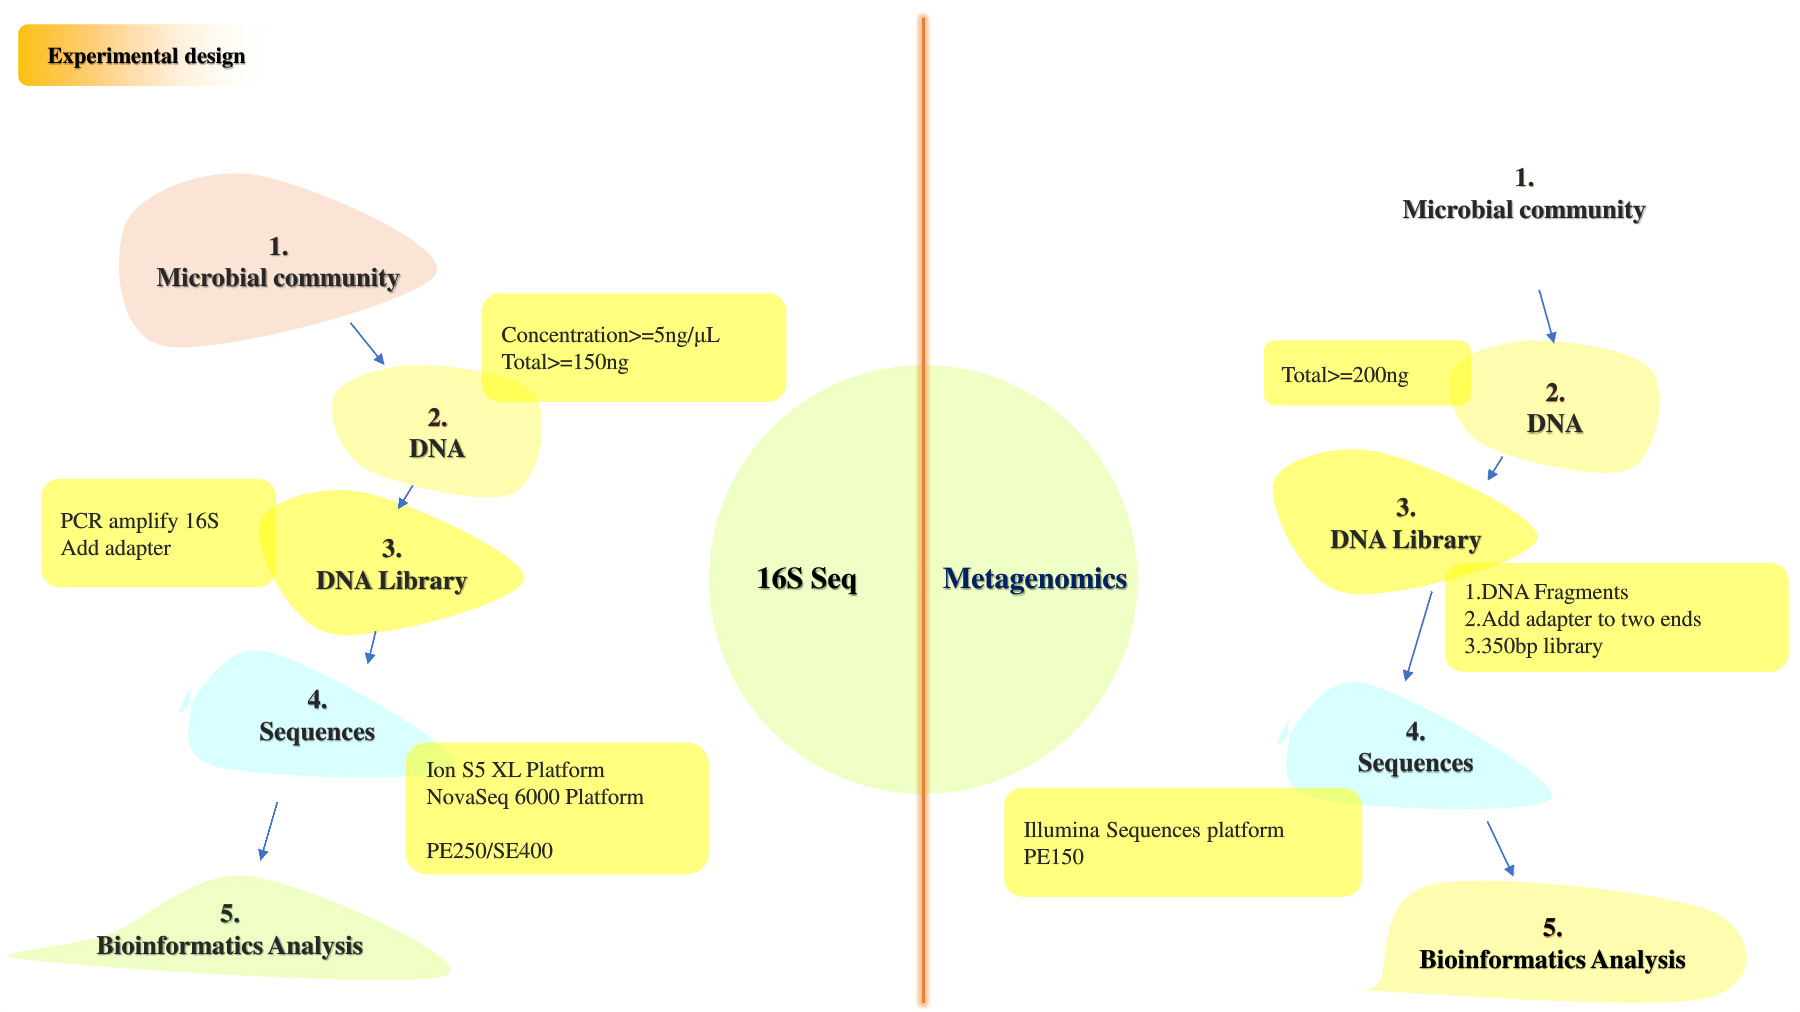 Experimental design
1.
Microbial community
Concentration>=5ng/μL
Total>=150ng
2.
DNA
PCR amplify 16S
Add adapter
3.
DNA Library
4.
Sequences
Ion S5 XL Platform
NovaSeq 6000 Platform
PE250/SE400
5.
Bioinformatics Analysis
16S Seq
Metagenomics
1.
Microbial community
Total>=200ng
2.
DNA
3.
DNA Library
1.DNA Fragments
2.Add adapter to two ends
3.350bp library
4.
Sequences
Illumina Sequences platform
PE150
5.
Bioinformatics Analysis